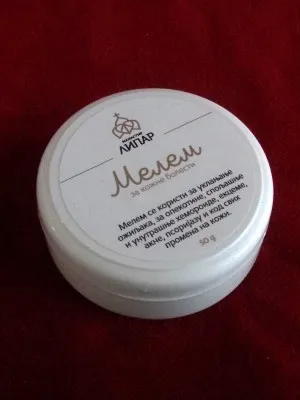 манастир
ЛИПАР
Мелем
за кожне болести
Мелем се користи за уклањање
ожиљака, за опекотине, спољашње
и унутрашње хемороиде, екцеме,
акне, псоријазу и код свих
промена на кожи.
50 g